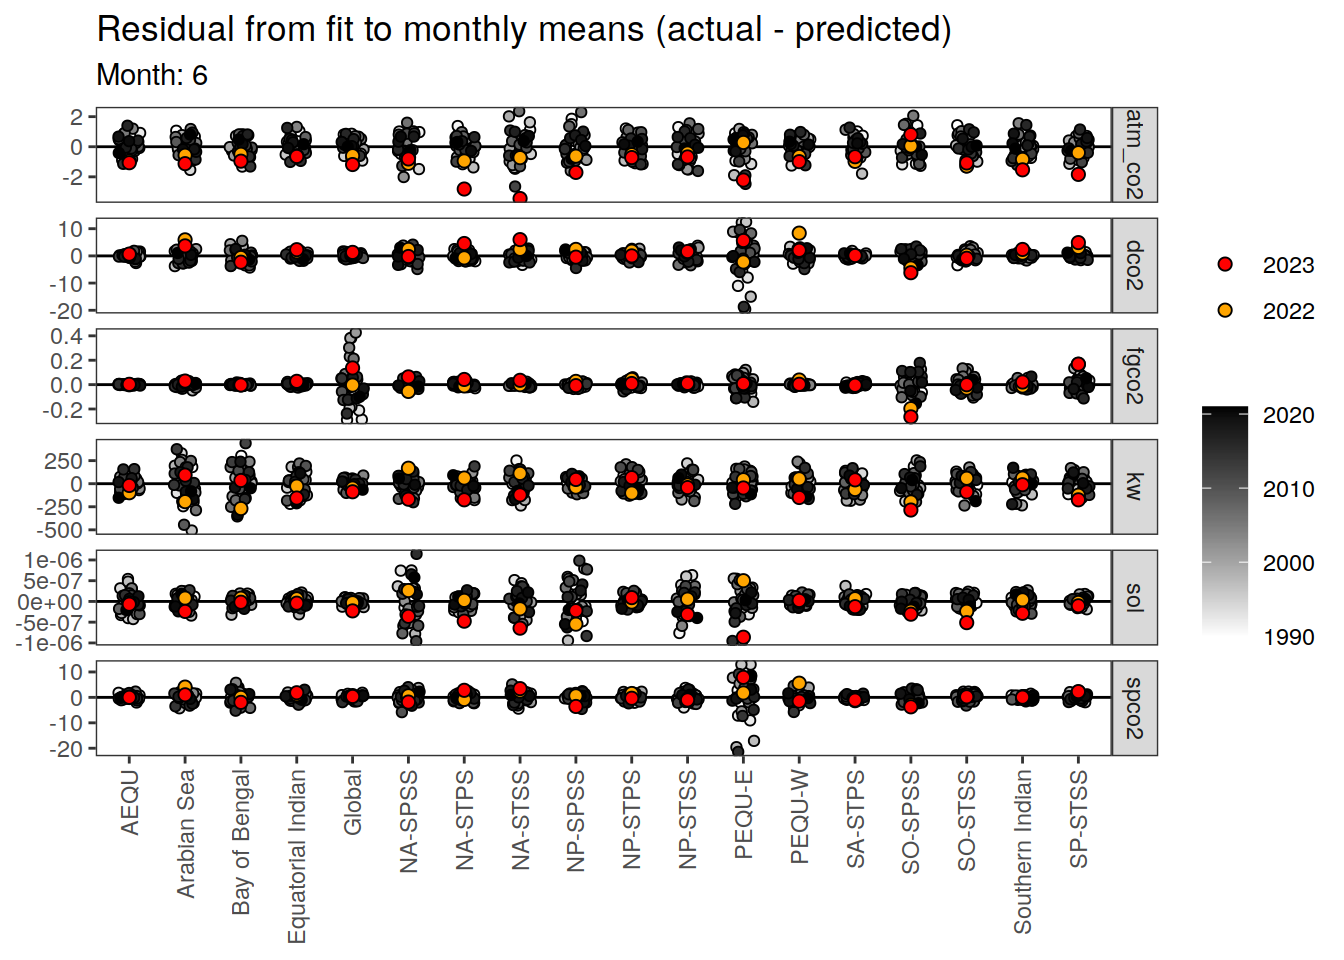 Residual from fit to monthly means (actual - predicted)
Month: 6
2
0
-2
atm_co2
10
0
-10
-20
dco2
0.4
0.2
0.0
-0.2
fgco2
250
0
-250
-500
kw
1e-06
5e-07
0e+00
-5e-07
-1e-06
sol
10
0
-10
-20
spco2
AEQU
Arabian Sea
Bay of Bengal
Equatorial Indian
Global
NA-SPSS
NA-STPS
NA-STSS
NP-SPSS
NP-STPS
NP-STSS
PEQU-E
PEQU-W
SA-STPS
SO-SPSS
SO-STSS
Southern Indian
SP-STSS
2023
2022
2020
2010
2000
1990